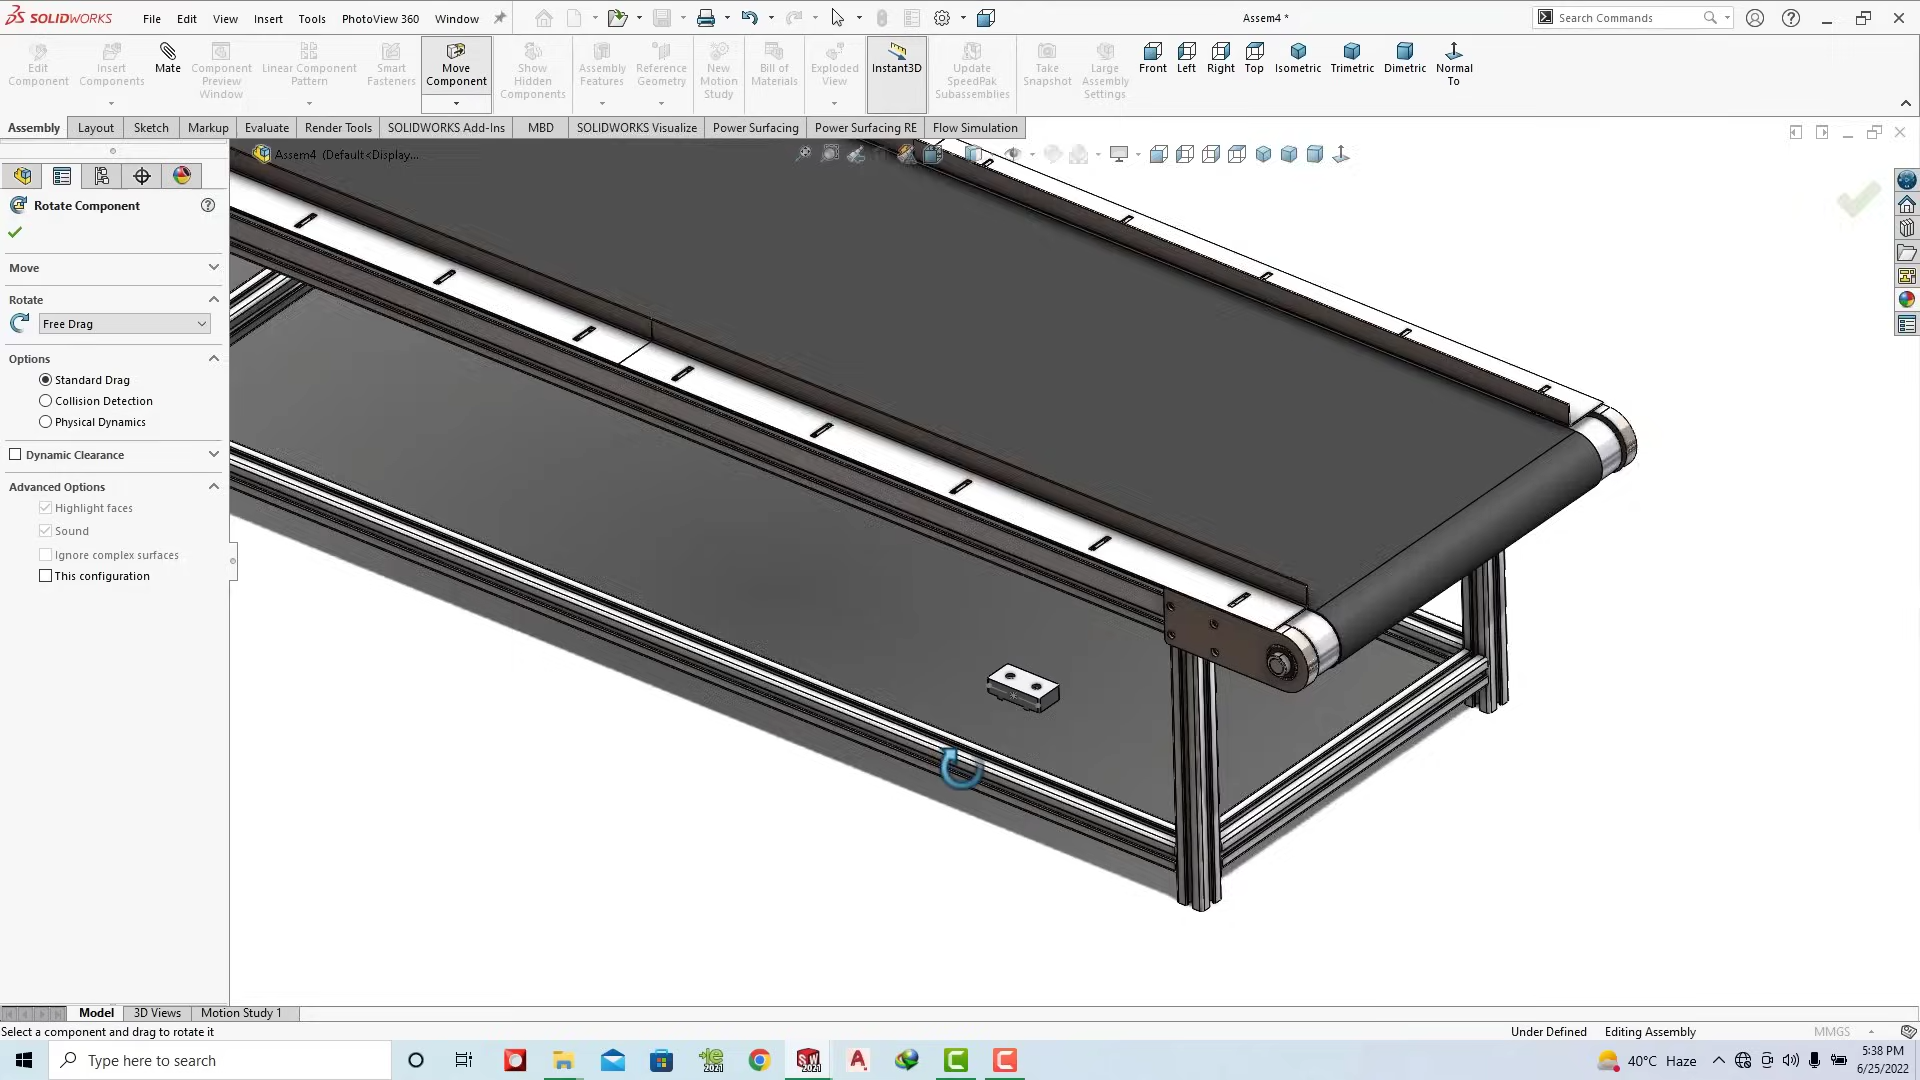 SOLIDWORKS File Edit View Insert Tools PhotoView 360 Window Assem4 * Search Commands
Edit Component
Insert Components
Mate
Component Preview Window
Linear Component Pattern
Smart Fasteners
Move Component
Show Hidden Components
Assembly Features
Reference Geometry
New Motion Study
Bill of Materials
Exploded View
Instant3D
Update SpeedPak Subassemblies
Take Snapshot
Large Assembly Settings
Front Left Right Top Isometric Trimetric Dimetric Normal To
Assembly Layout Sketch Markup Evaluate Render Tools SOLIDWORKS Add-Ins MBD SOLIDWORKS Visualize Power Surfacing Power Surfacing RE Flow Simulation
Assem4 (Default<Display...
Rotate Component
Move
Rotate
Free Drag
Options
Standard Drag
Collision Detection
Physical Dynamics
Dynamic Clearance
Advanced Options
Highlight faces
Sound
Ignore complex surfaces
This configuration
Model 3D Views Motion Study 1
Select a component and drag to rotate it Under Defined Editing Assembly MMGS
Type here to search 40°C Haze 5:38 PM
6/25/2022